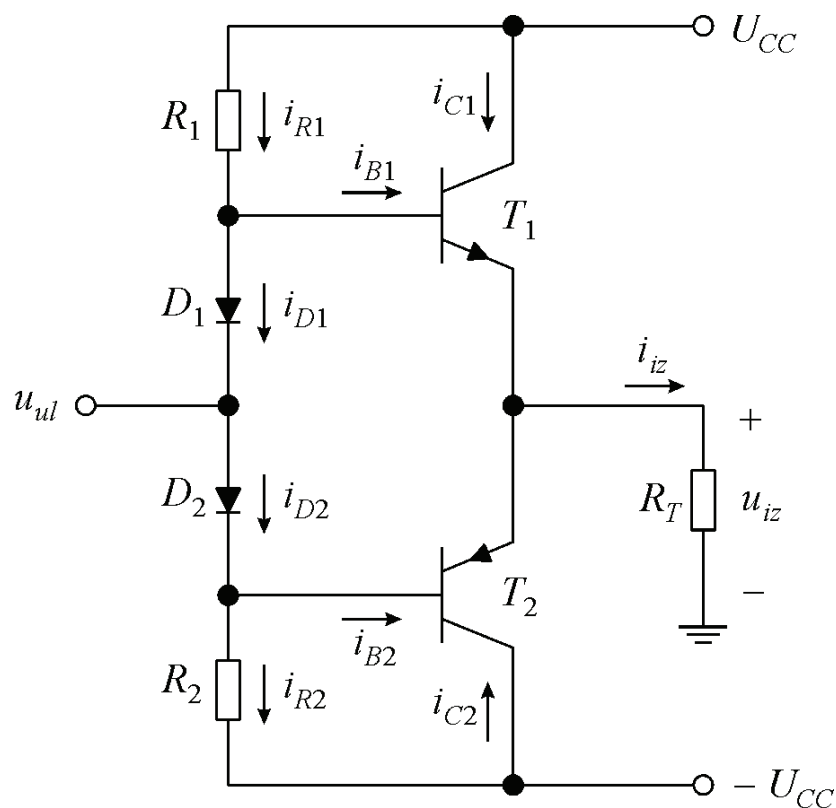 U_CC
R_1 i_R1 i_C1
i_B1
T_1
D_1 i_D1
i_iz
u_ul
+
D_2 i_D2
R_T u_iz
T_2
−
i_B2
R_2 i_R2
i_C2
− U_CC